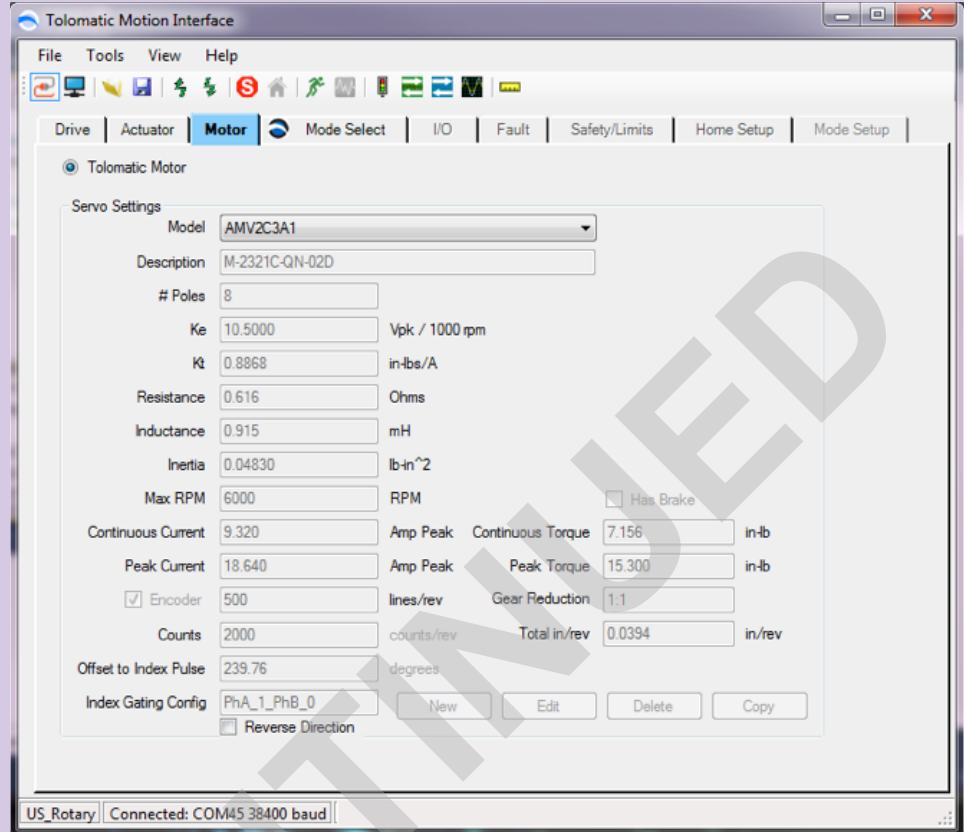 Tolomatic Motion Interface
File Tools View Help
Drive Actuator Motor Mode Select I/O Fault Safety/Limits Home Setup Mode Setup
Tolomatic Motor
Servo Settings
Model AMV2C3A1
Description M-2321C-QN-02D
# Poles 8
Ke 10.5000 Vpk / 1000 rpm
Kt 0.8868 in-lbs/A
Resistance 0.616 Ohms
Inductance 0.915 mH
Inertia 0.04830 lb-in^2
Max RPM 6000 RPM Has Brake
Continuous Current 9.320 Amp Peak Continuous Torque 7.156 in-lb
Peak Current 18.640 Amp Peak Peak Torque 15.300 in-lb
Encoder 500 lines/rev Gear Reduction 1:1
Counts 2000 counts/rev Total in/rev 0.0394 in/rev
Offset to Index Pulse 239.76 degrees
Index Gating Config PhA_1_PhB_0 New Edit Delete Copy
Reverse Direction
US_Rotary Connected: COM45 38400 baud
TINUED